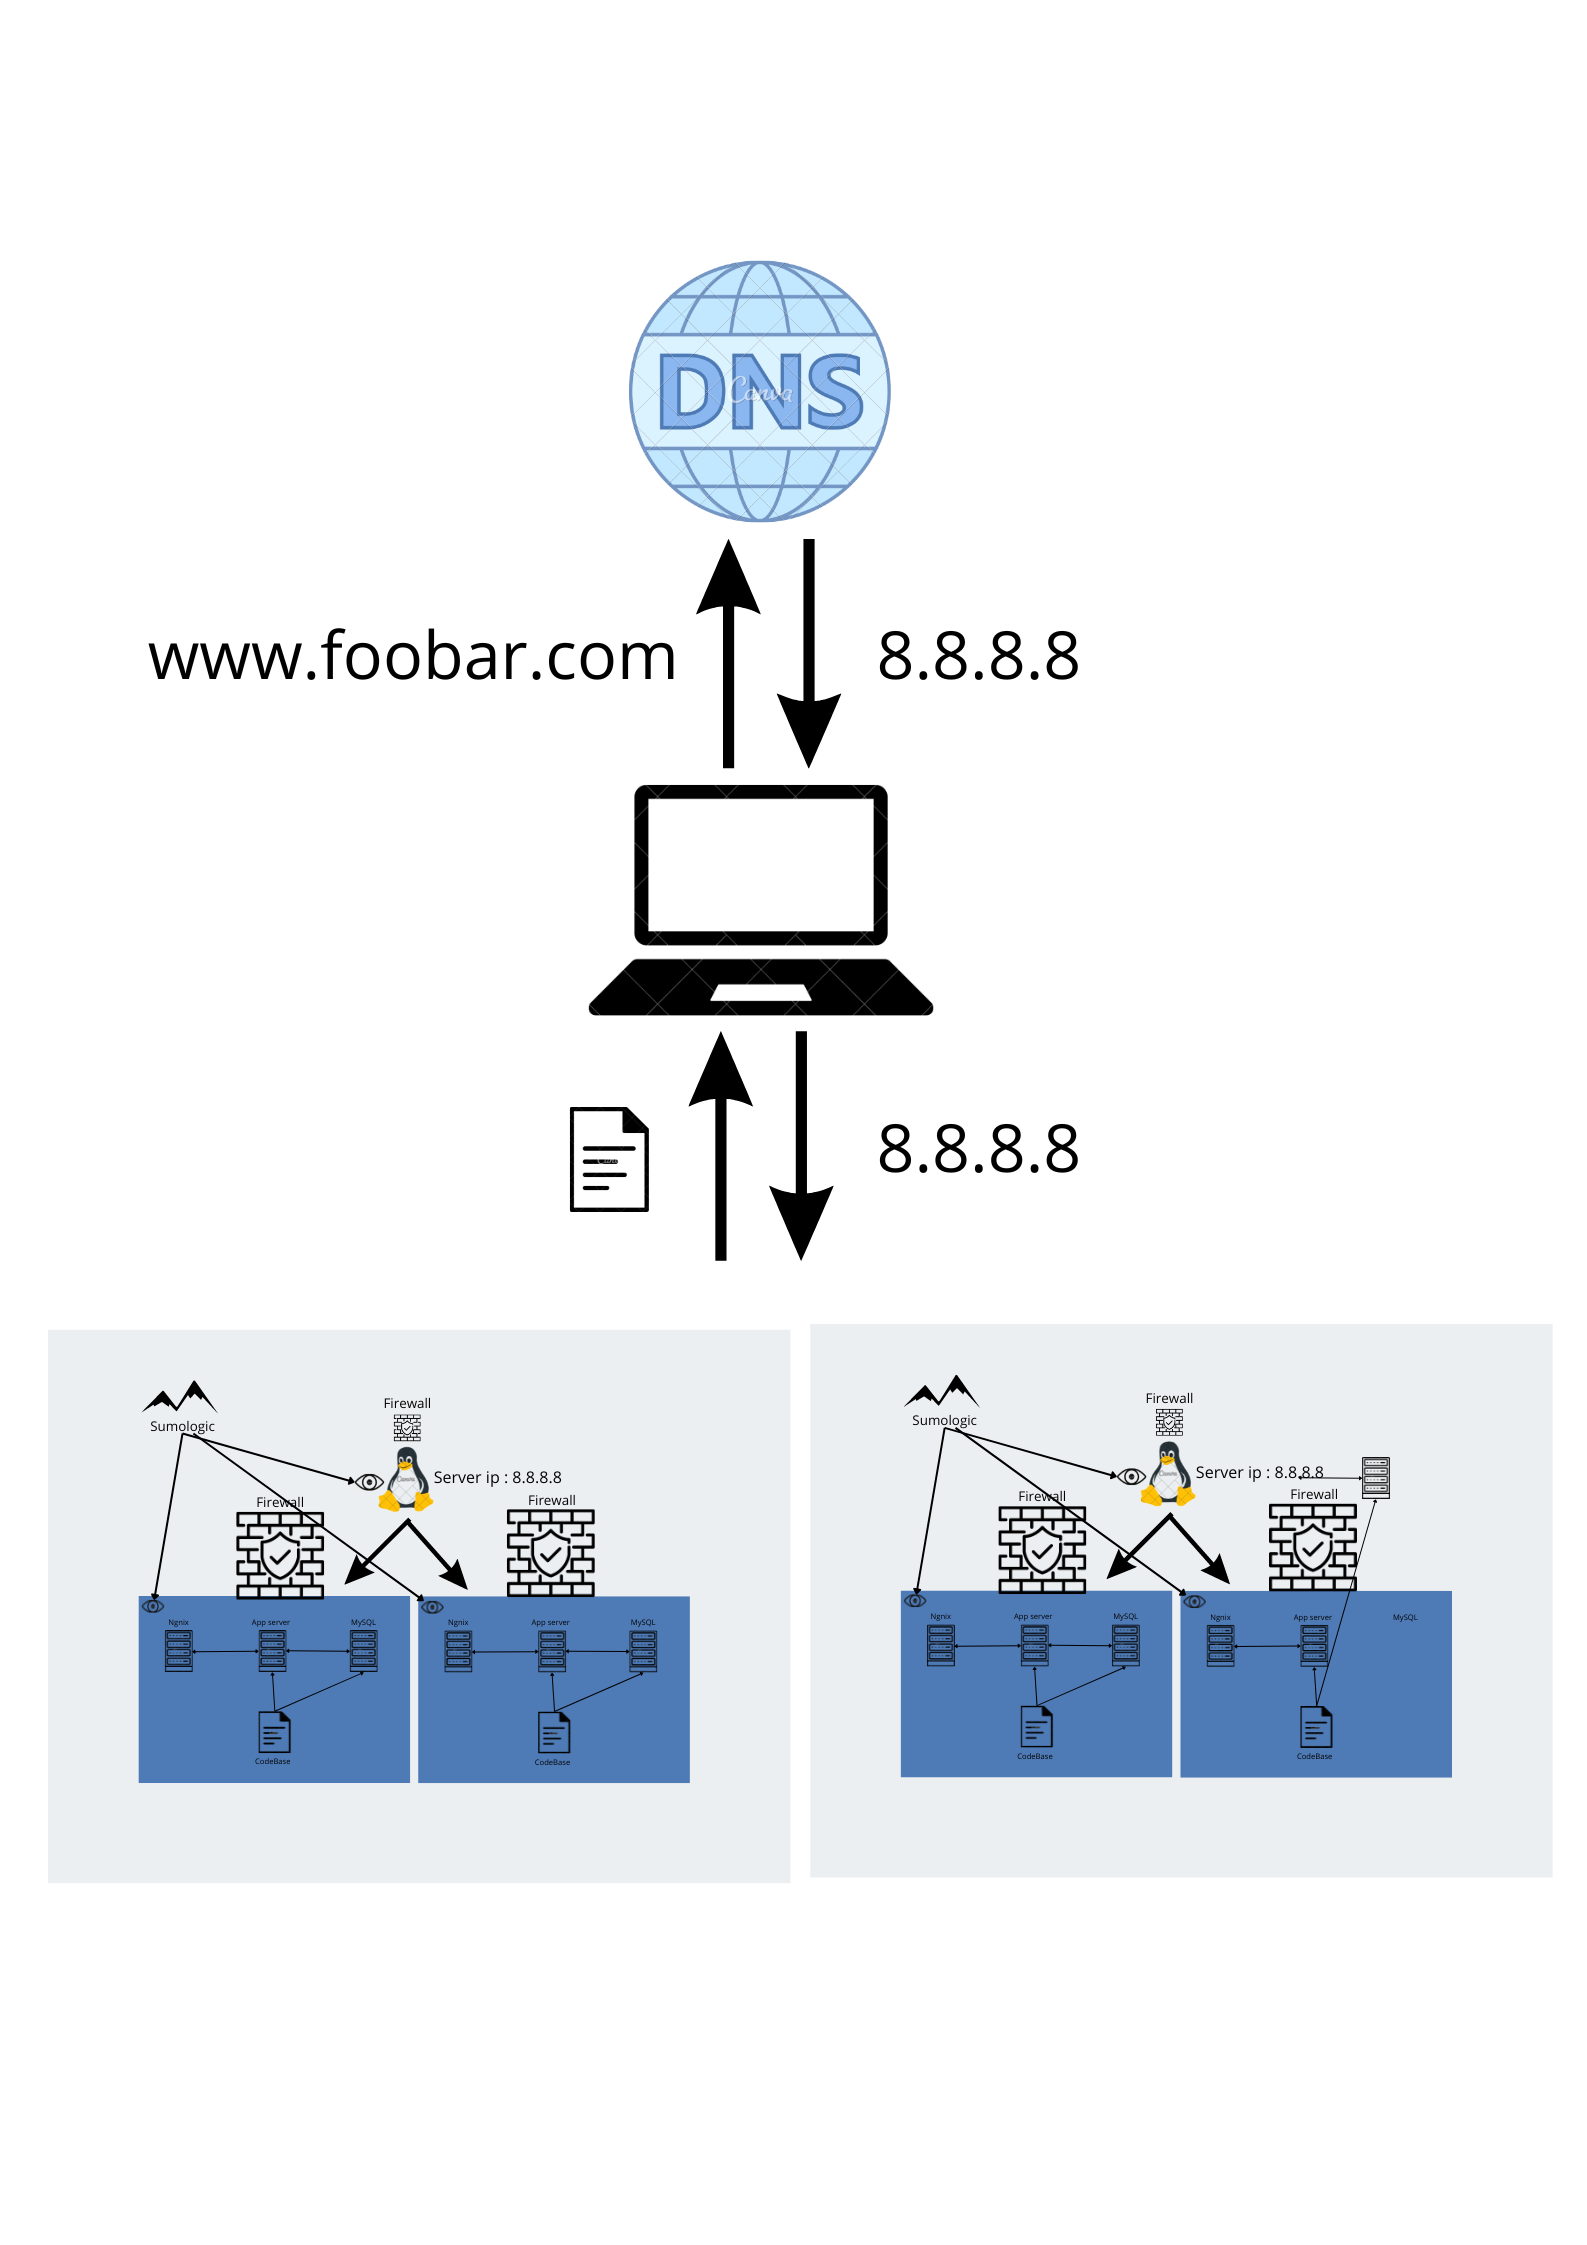 DNS
Canva
www.foobar.com
8.8.8.8
8.8.8.8
Sumologic
Firewall
Server ip : 8.8.8.8
Firewall
Firewall
Ngnix
App server
MySQL
CodeBase
Ngnix
App server
MySQL
CodeBase
Sumologic
Firewall
Server ip : 8.8.8.8
Firewall
Firewall
Ngnix
App server
MySQL
CodeBase
Ngnix
App server
MySQL
CodeBase